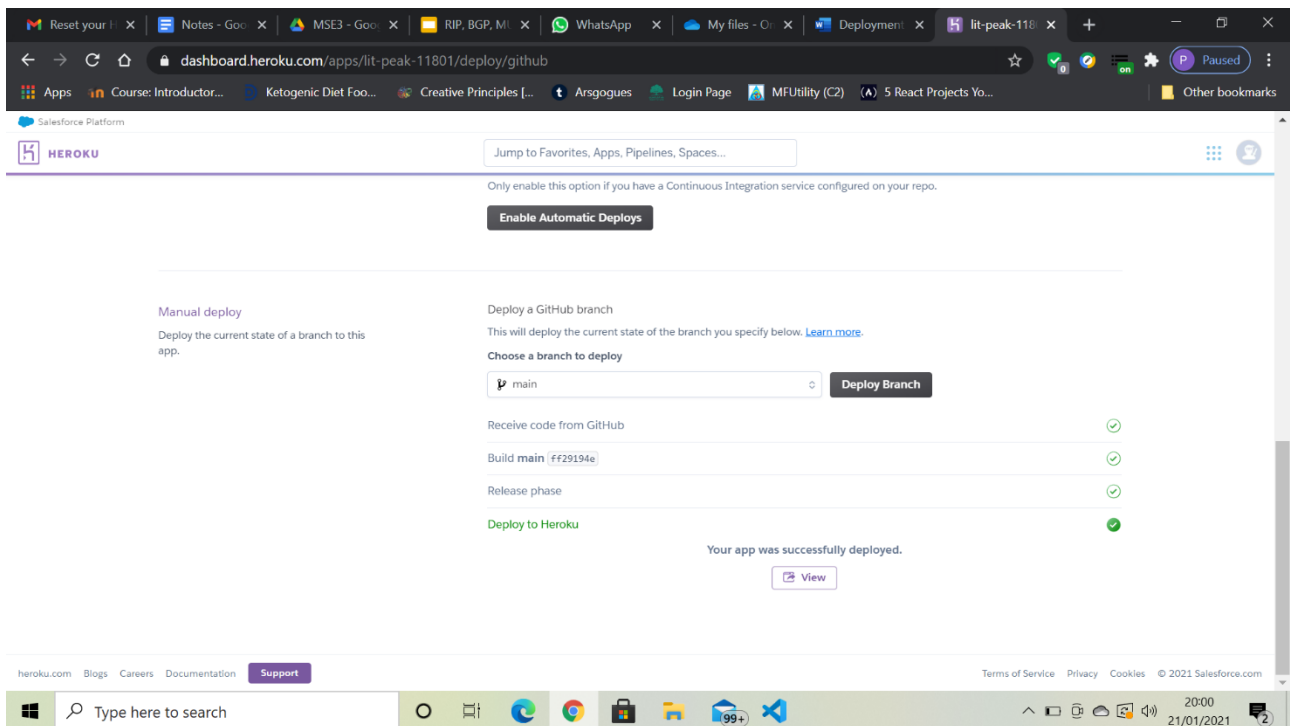 Reset your H
Notes - Goo
MSE3 - Goo
RIP, BGP, MU
WhatsApp
My files - On
Deployment
lit-peak-118
dashboard.heroku.com/apps/lit-peak-11801/deploy/github
0
on
P Paused
Apps
Course: Introductor...
Ketogenic Diet Foo...
Creative Principles [...
Arsgogues
Login Page
MFUtility (C2)
5 React Projects Yo...
Other bookmarks
Salesforce Platform
HEROKU
Jump to Favorites, Apps, Pipelines, Spaces...
Only enable this option if you have a Continuous Integration service configured on your repo.
Enable Automatic Deploys
Manual deploy
Deploy the current state of a branch to this
app.
Deploy a GitHub branch
This will deploy the current state of the branch you specify below. Learn more.
Choose a branch to deploy
main
Deploy Branch
Receive code from GitHub
Build main ff29194e
Release phase
Deploy to Heroku
Your app was successfully deployed.
View
heroku.com Blogs Careers Documentation Support
Terms of Service Privacy Cookies © 2021 Salesforce.com
Type here to search
99+
20:00
21/01/2021
2